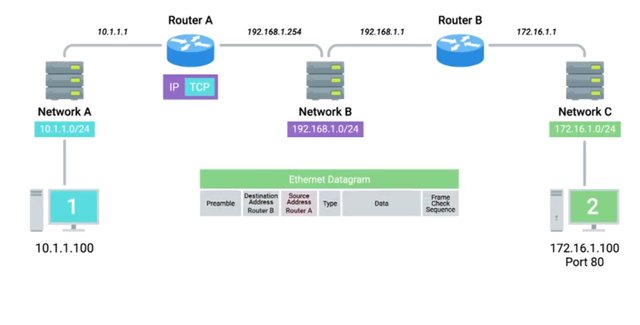 Router A
Router B
10.1.1.1
192.168.1.254
192.168.1.1
172.16.1.1
IP TCP
Network A
10.1.1.0/24
Network B
192.168.1.0/24
Network C
172.16.1.0/24
Ethernet Datagram
Preamble
Destination
Address
Router B
Source
Address
Router A
Type
Data
Frame
Check
Sequence
1
10.1.1.100
2
172.16.1.100
Port 80